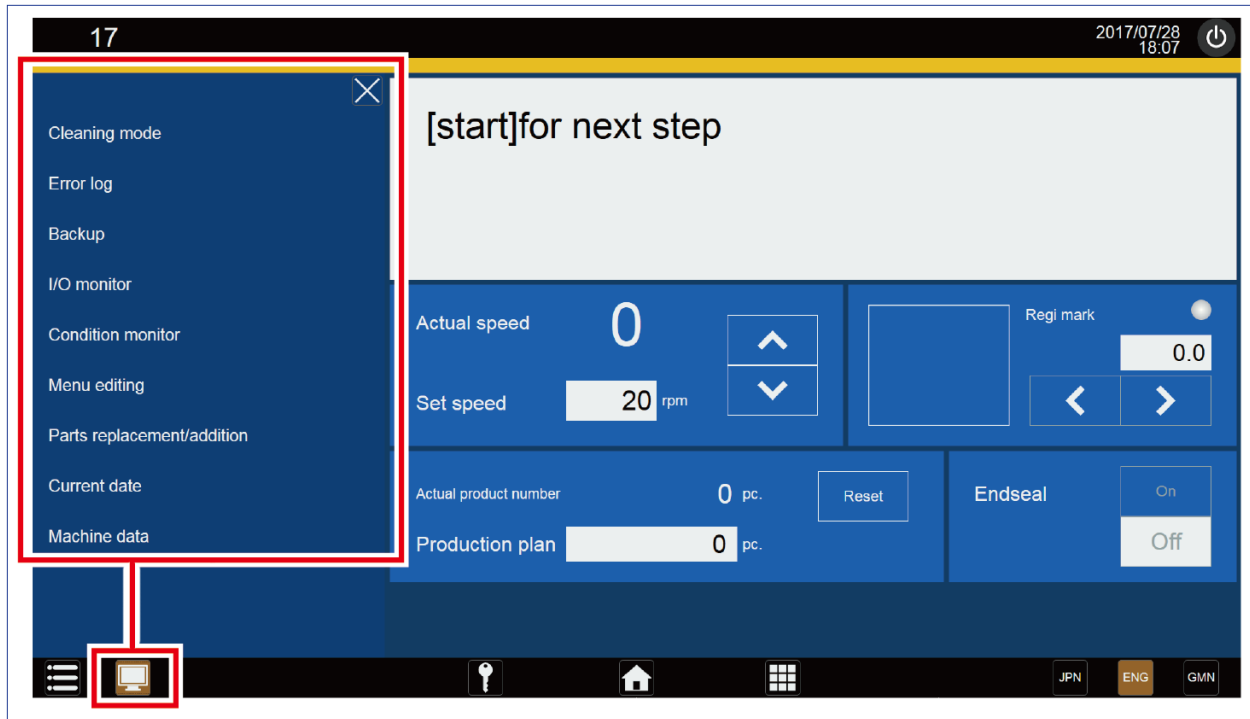 17
2017/07/28
18:07
Cleaning mode
Error log
Backup
I/O monitor
Condition monitor
Menu editing
Parts replacement/addition
Current date
Machine data
[start]for next step
Actual speed 0
Set speed 20 rpm
Regi mark
0.0
Actual product number 0 pc. Reset
Production plan 0 pc.
Endseal On
Off
JPN ENG GMN